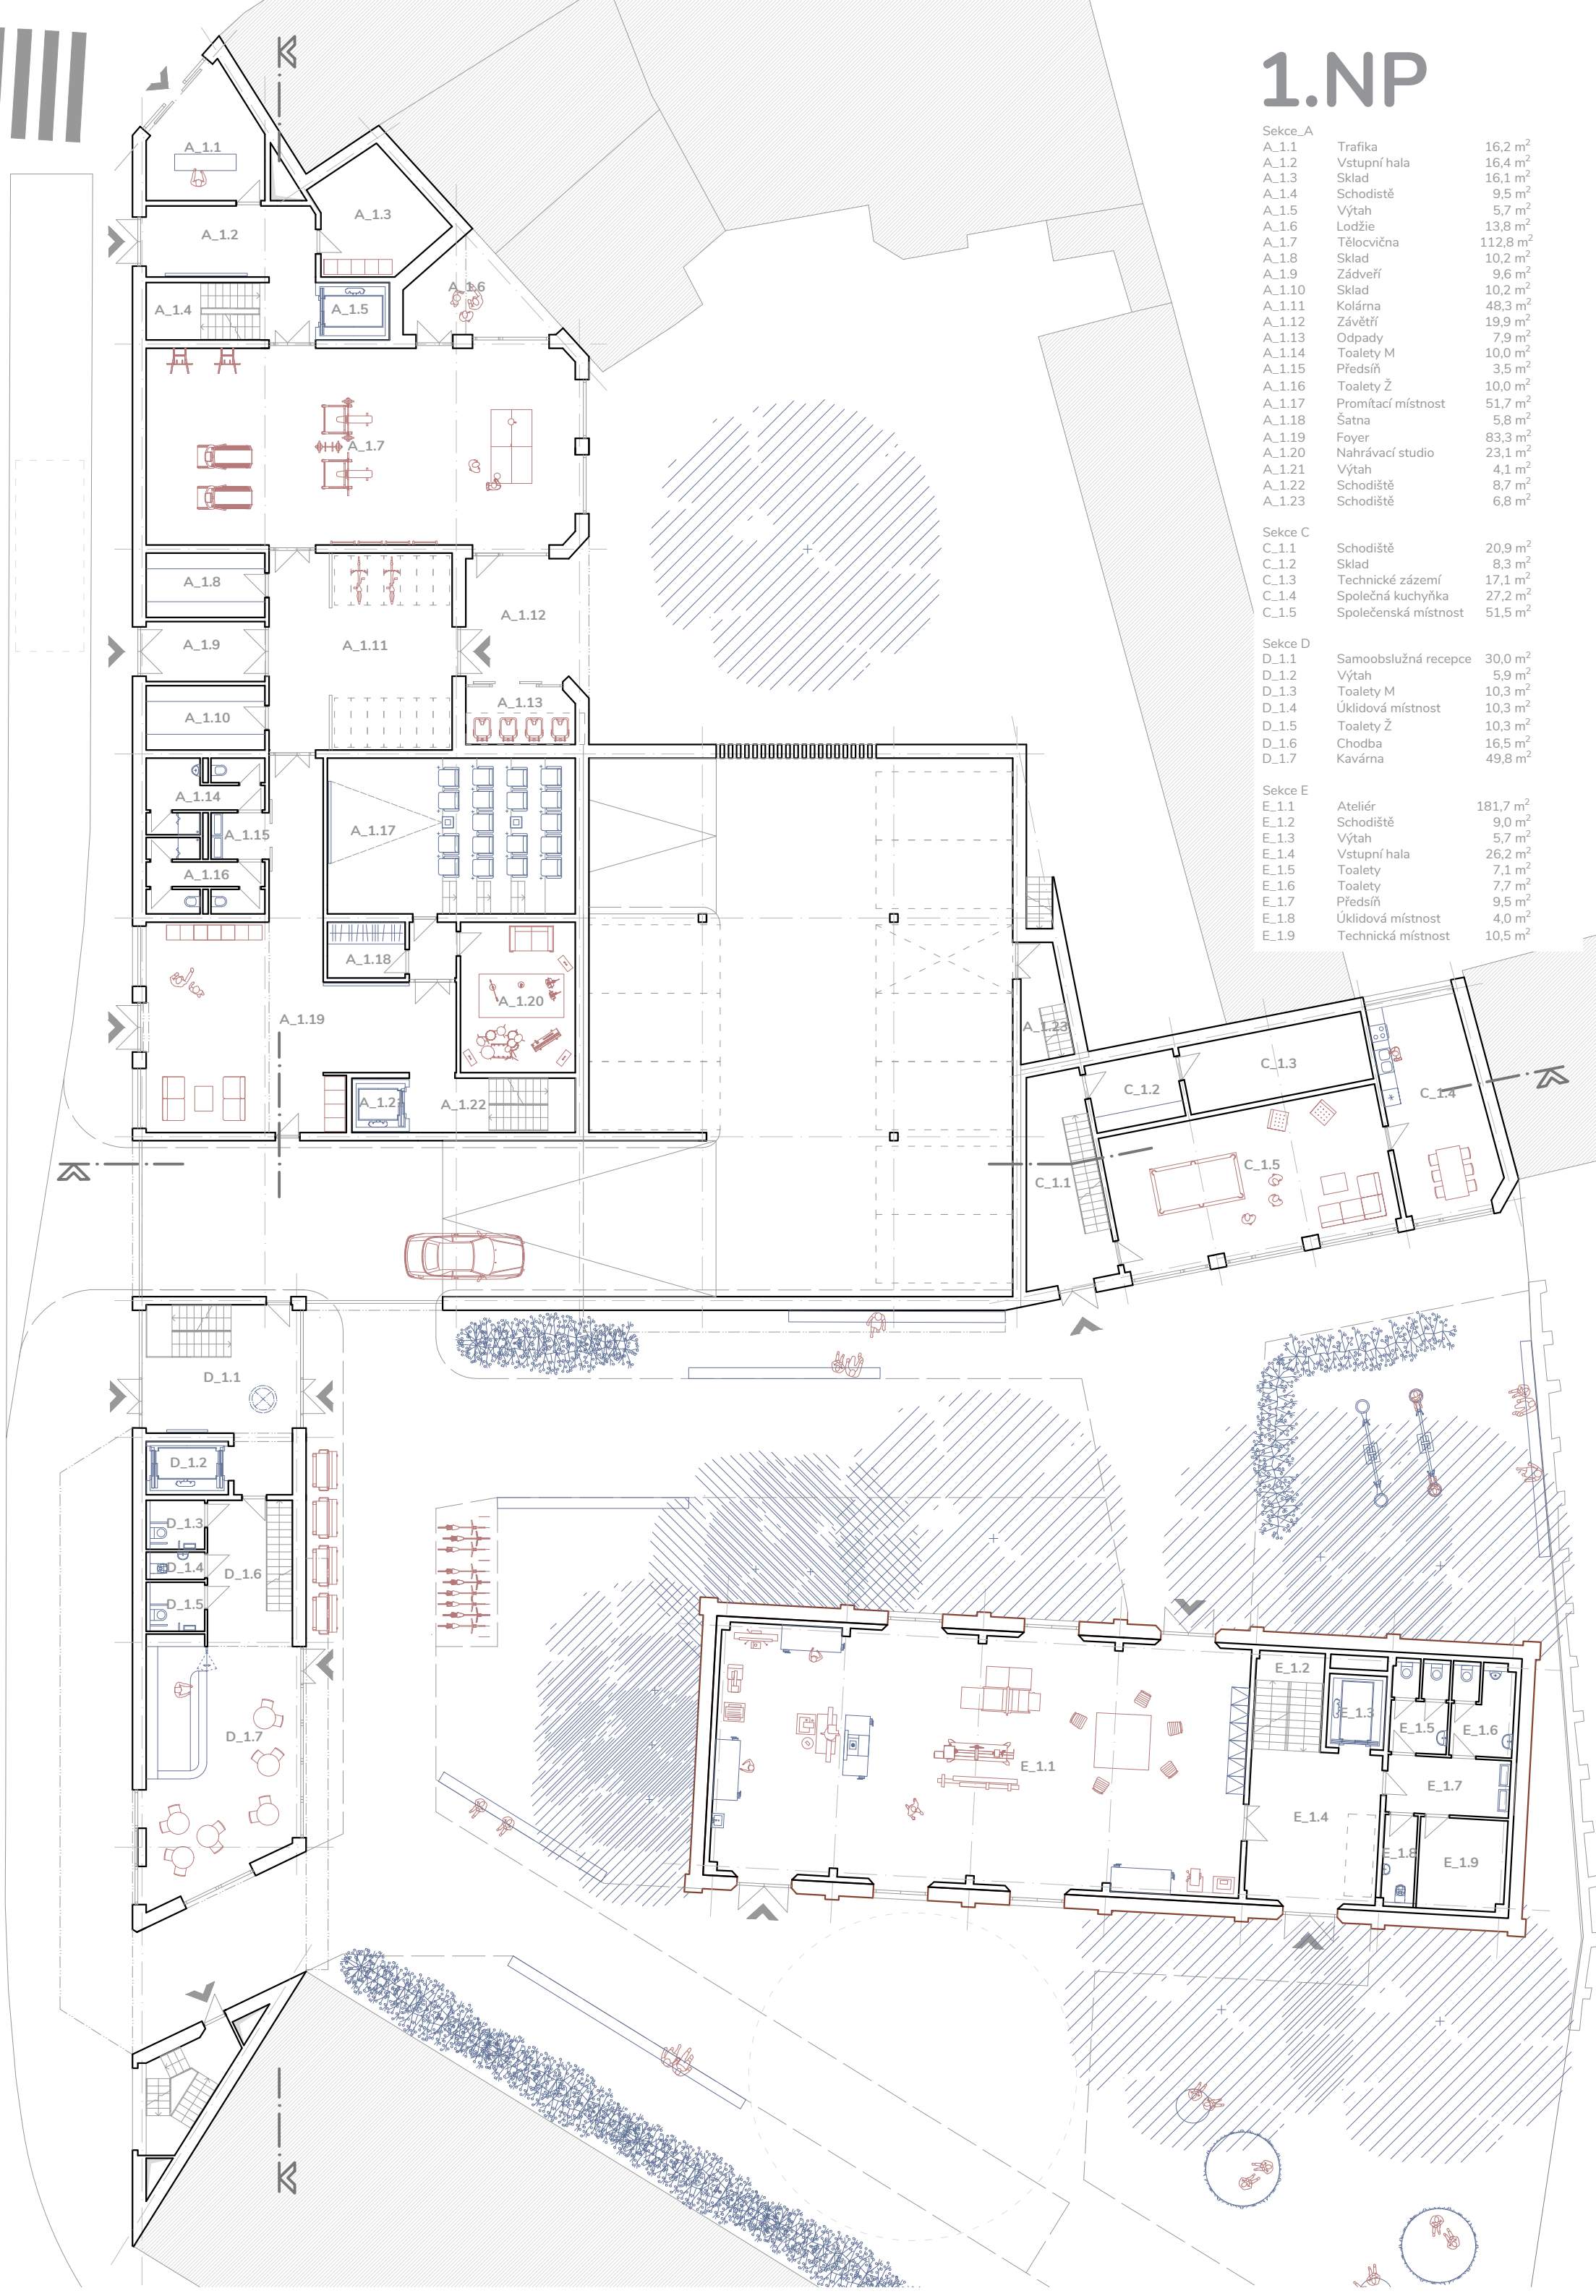 1.NP
Sekce_A
A_1.1 Trafika 16,2 m²
A_1.2 Vstupní hala 16,4 m²
A_1.3 Sklad 16,1 m²
A_1.4 Schodistě 9,5 m²
A_1.5 Výtah 5,7 m²
A_1.6 Lodžie 13,8 m²
A_1.7 Tělocvična 112,8 m²
A_1.8 Sklad 10,2 m²
A_1.9 Zádveří 9,6 m²
A_1.10 Sklad 10,2 m²
A_1.11 Kolárna 48,3 m²
A_1.12 Závětří 19,9 m²
A_1.13 Odpady 7,9 m²
A_1.14 Toalety M 10,0 m²
A_1.15 Předsíň 3,5 m²
A_1.16 Toalety Ž 10,0 m²
A_1.17 Promítací místnost 51,7 m²
A_1.18 Šatna 5,8 m²
A_1.19 Foyer 83,3 m²
A_1.20 Nahrávací studio 23,1 m²
A_1.21 Výtah 4,1 m²
A_1.22 Schodiště 8,7 m²
A_1.23 Schodiště 6,8 m²
Sekce C
C_1.1 Schodiště 20,9 m²
C_1.2 Sklad 8,3 m²
C_1.3 Technické zázemí 17,1 m²
C_1.4 Společná kuchyňka 27,2 m²
C_1.5 Společenská místnost 51,5 m²
Sekce D
D_1.1 Samoobslužná recepce 30,0 m²
D_1.2 Výtah 5,9 m²
D_1.3 Toalety M 10,3 m²
D_1.4 Úklidová místnost 10,3 m²
D_1.5 Toalety Ž 10,3 m²
D_1.6 Chodba 16,5 m²
D_1.7 Kavárna 49,8 m²
Sekce E
E_1.1 Ateliér 181,7 m²
E_1.2 Schodiště 9,0 m²
E_1.3 Výtah 5,7 m²
E_1.4 Vstupní hala 26,2 m²
E_1.5 Toalety 7,1 m²
E_1.6 Toalety 7,7 m²
E_1.7 Předsíň 9,5 m²
E_1.8 Úklidová místnost 4,0 m²
E_1.9 Technická místnost 10,5 m²
A_1.1
A_1.2
A_1.3
A_1.4
A_1.5
A_1.6
A_1.7
A_1.8
A_1.9
A_1.10
A_1.11
A_1.12
A_1.13
A_1.14
A_1.15
A_1.16
A_1.17
A_1.18
A_1.19
A_1.20
A_1.21
A_1.22
A_1.23
C_1.1
C_1.2
C_1.3
C_1.4
C_1.5
D_1.1
D_1.2
D_1.3
D_1.4
D_1.5
D_1.6
D_1.7
E_1.1
E_1.2
E_1.3
E_1.4
E_1.5
E_1.6
E_1.7
E_1.8
E_1.9